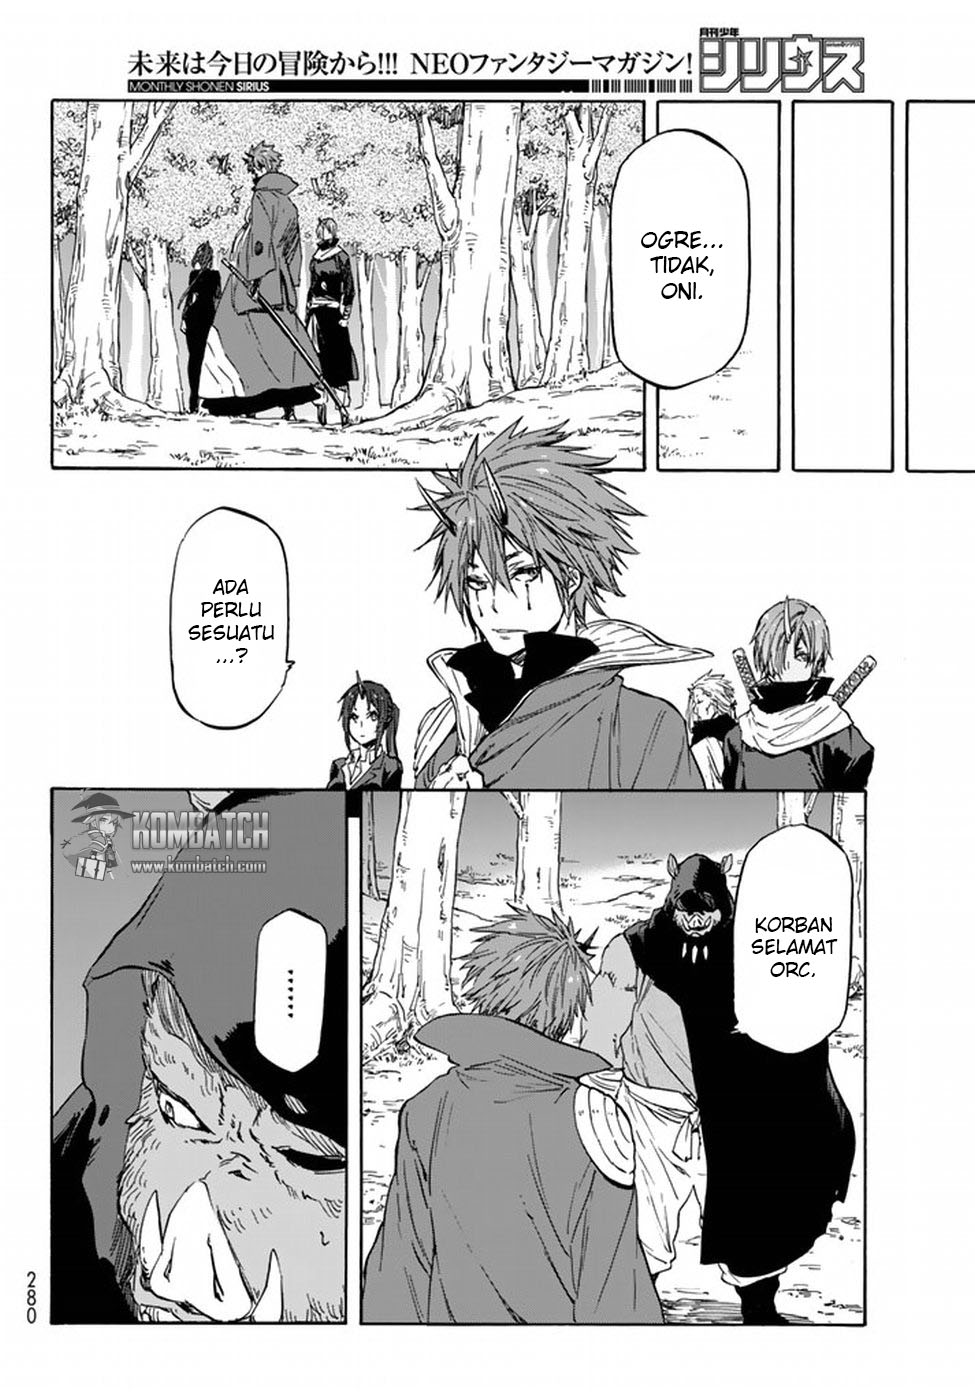 未来は今日の冒険から!!! NEOファンタジーマガジン!
月刊少年
シリウス
MONTHLY SHONEN SIRIUS
OGRE...
TIDAK,
ONI.
ADA
PERLU
SESUATU
...?
KORBAN
SELAMAT
ORC.
......
KOMBATCH
www.kombatch.com
280